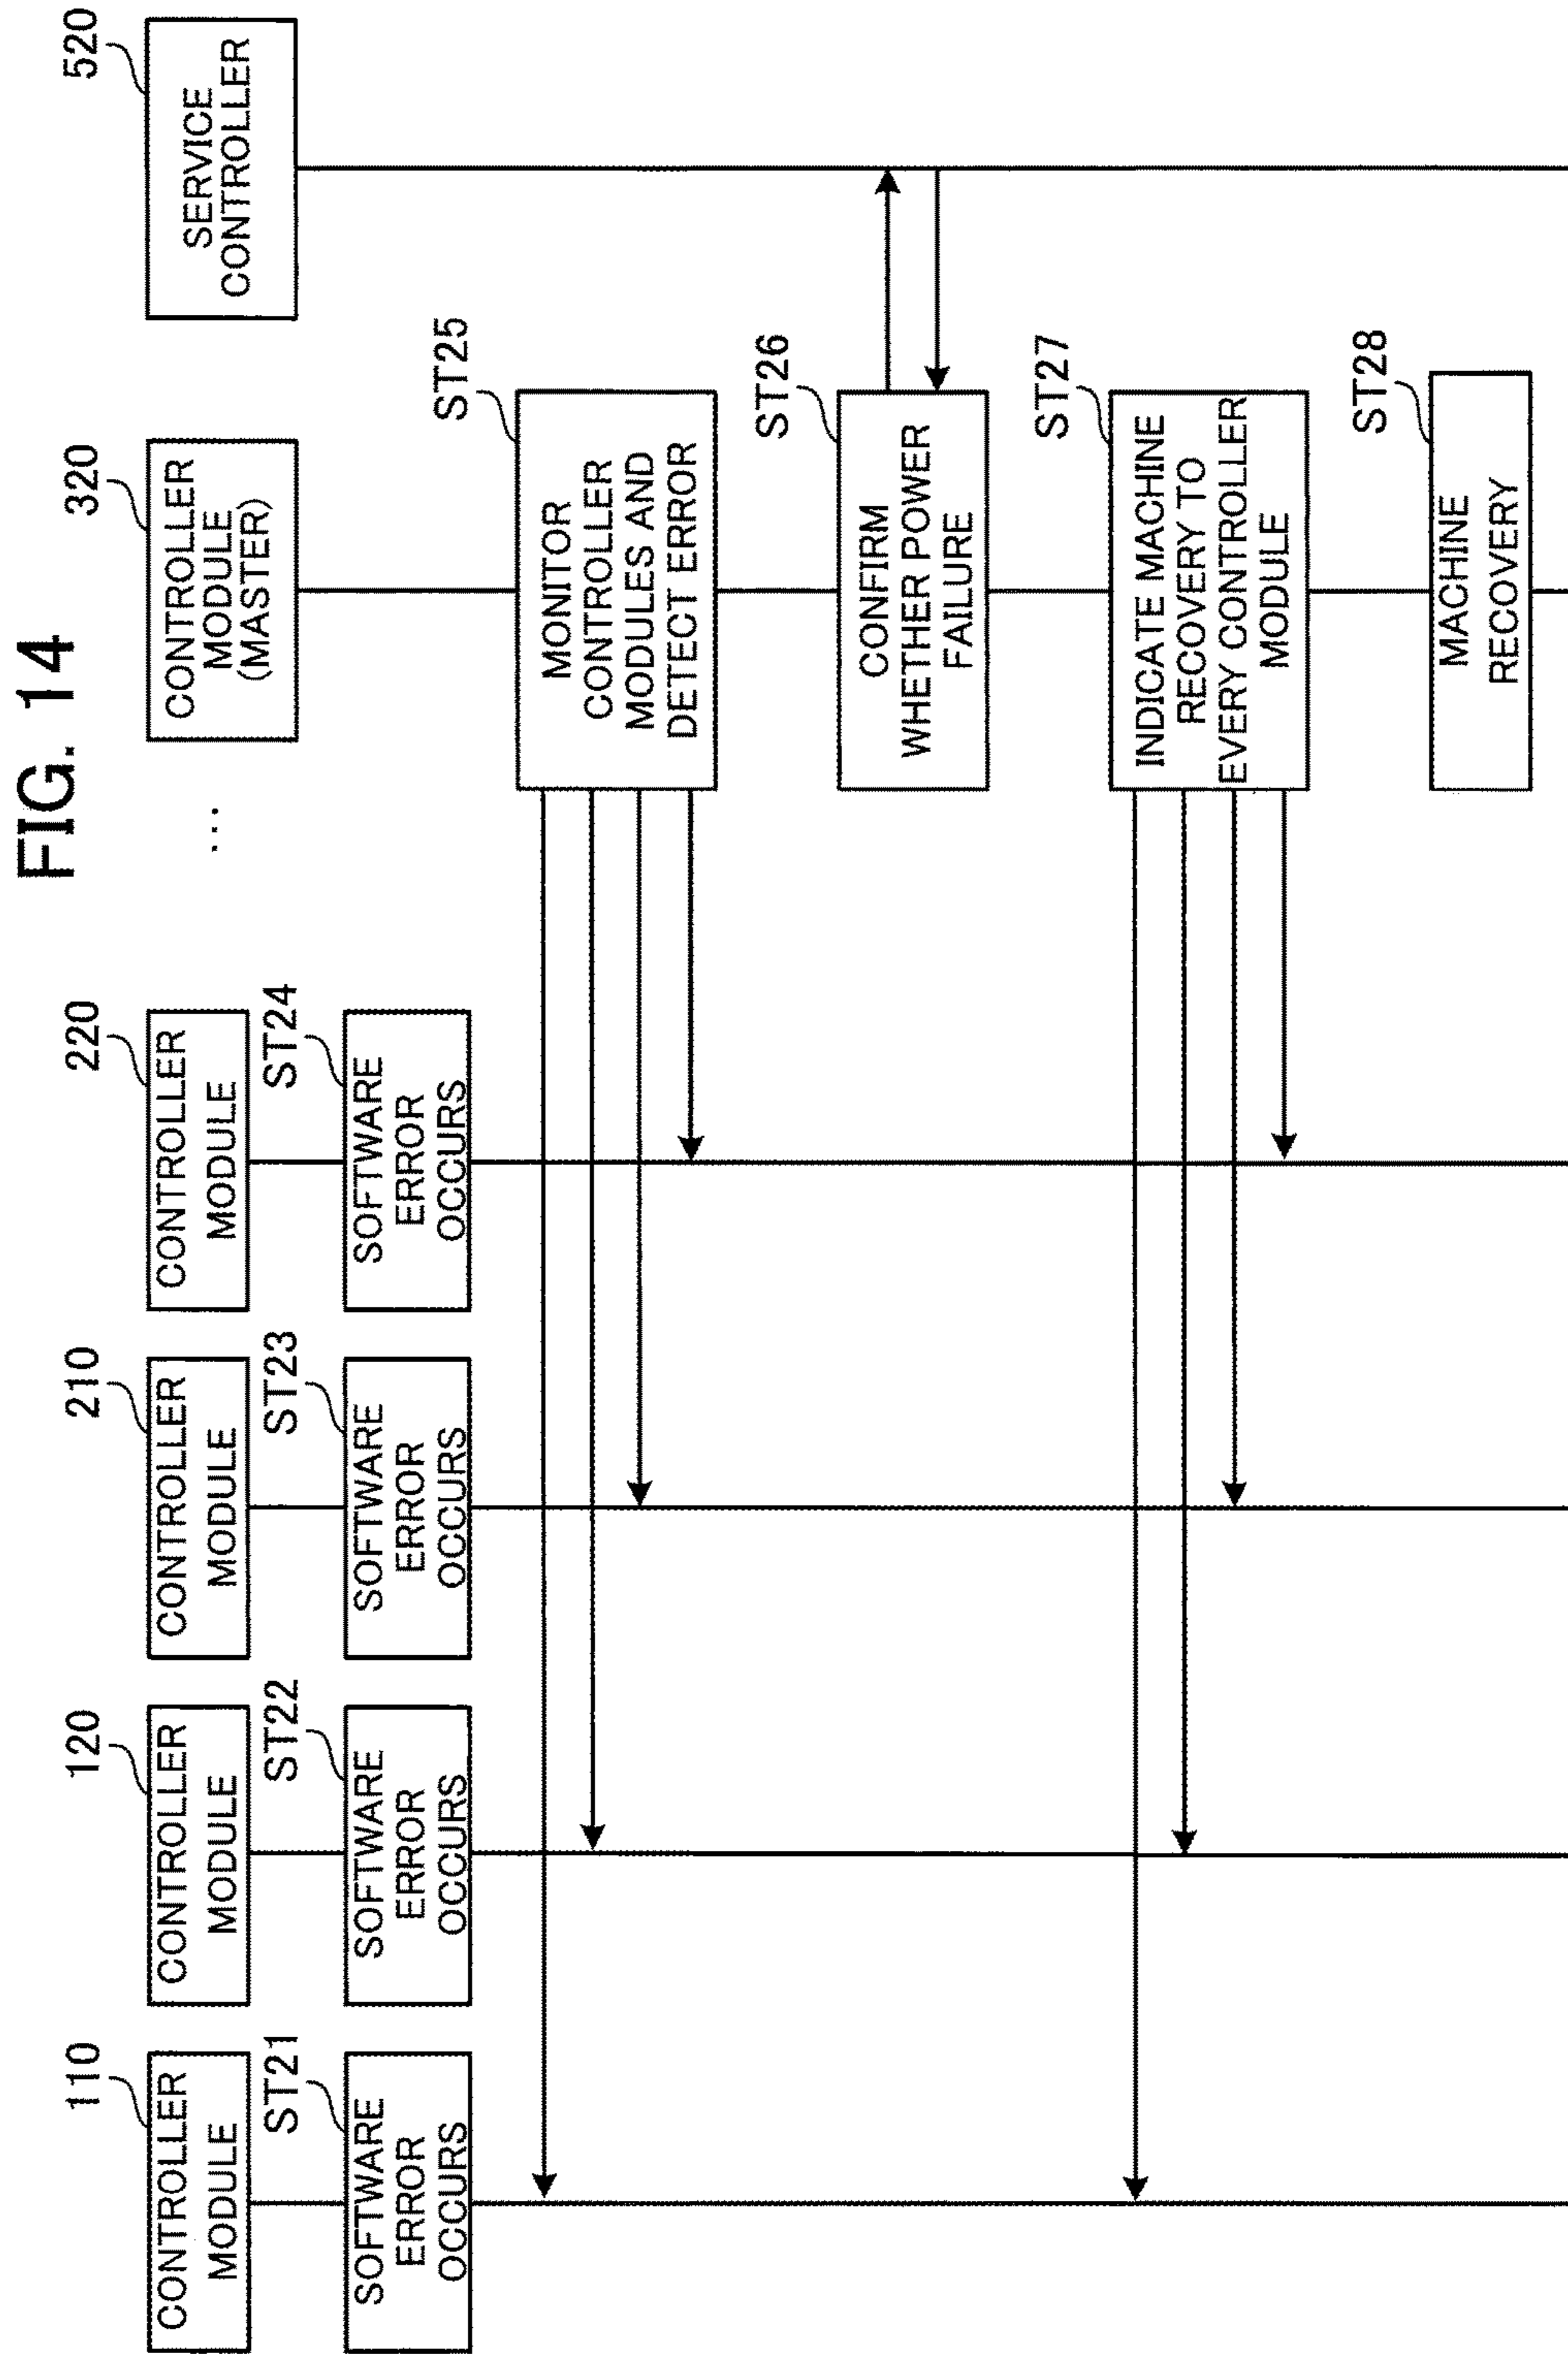 FIG. 14
110
CONTROLLER
MODULE
120
CONTROLLER
MODULE
210
CONTROLLER
MODULE
220
CONTROLLER
MODULE
...
320
CONTROLLER
MODULE
(MASTER)
520
SERVICE
CONTROLLER
ST21
SOFTWARE
ERROR
OCCURS
ST22
SOFTWARE
ERROR
OCCURS
ST23
SOFTWARE
ERROR
OCCURS
ST24
SOFTWARE
ERROR
OCCURS
ST25
MONITOR
CONTROLLER
MODULES AND
DETECT ERROR
ST26
CONFIRM
WHETHER POWER
FAILURE
ST27
INDICATE MACHINE
RECOVERY TO
EVERY CONTROLLER
MODULE
ST28
MACHINE
RECOVERY